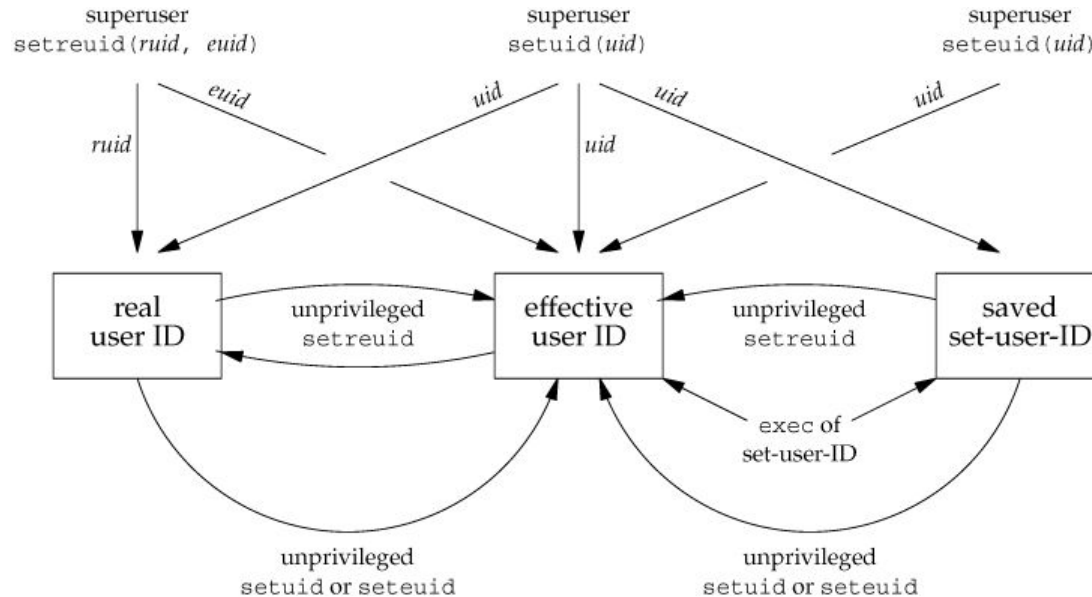 superuser
setreuid(ruid, euid)
superuser
setuid(uid)
superuser
seteuid(uid)
euid
uid
uid
uid
ruid
uid
real
user ID
unprivileged
setreuid
effective
user ID
unprivileged
setreuid
saved
set-user-ID
exec of
set-user-ID
unprivileged
setuid or seteuid
unprivileged
setuid or seteuid